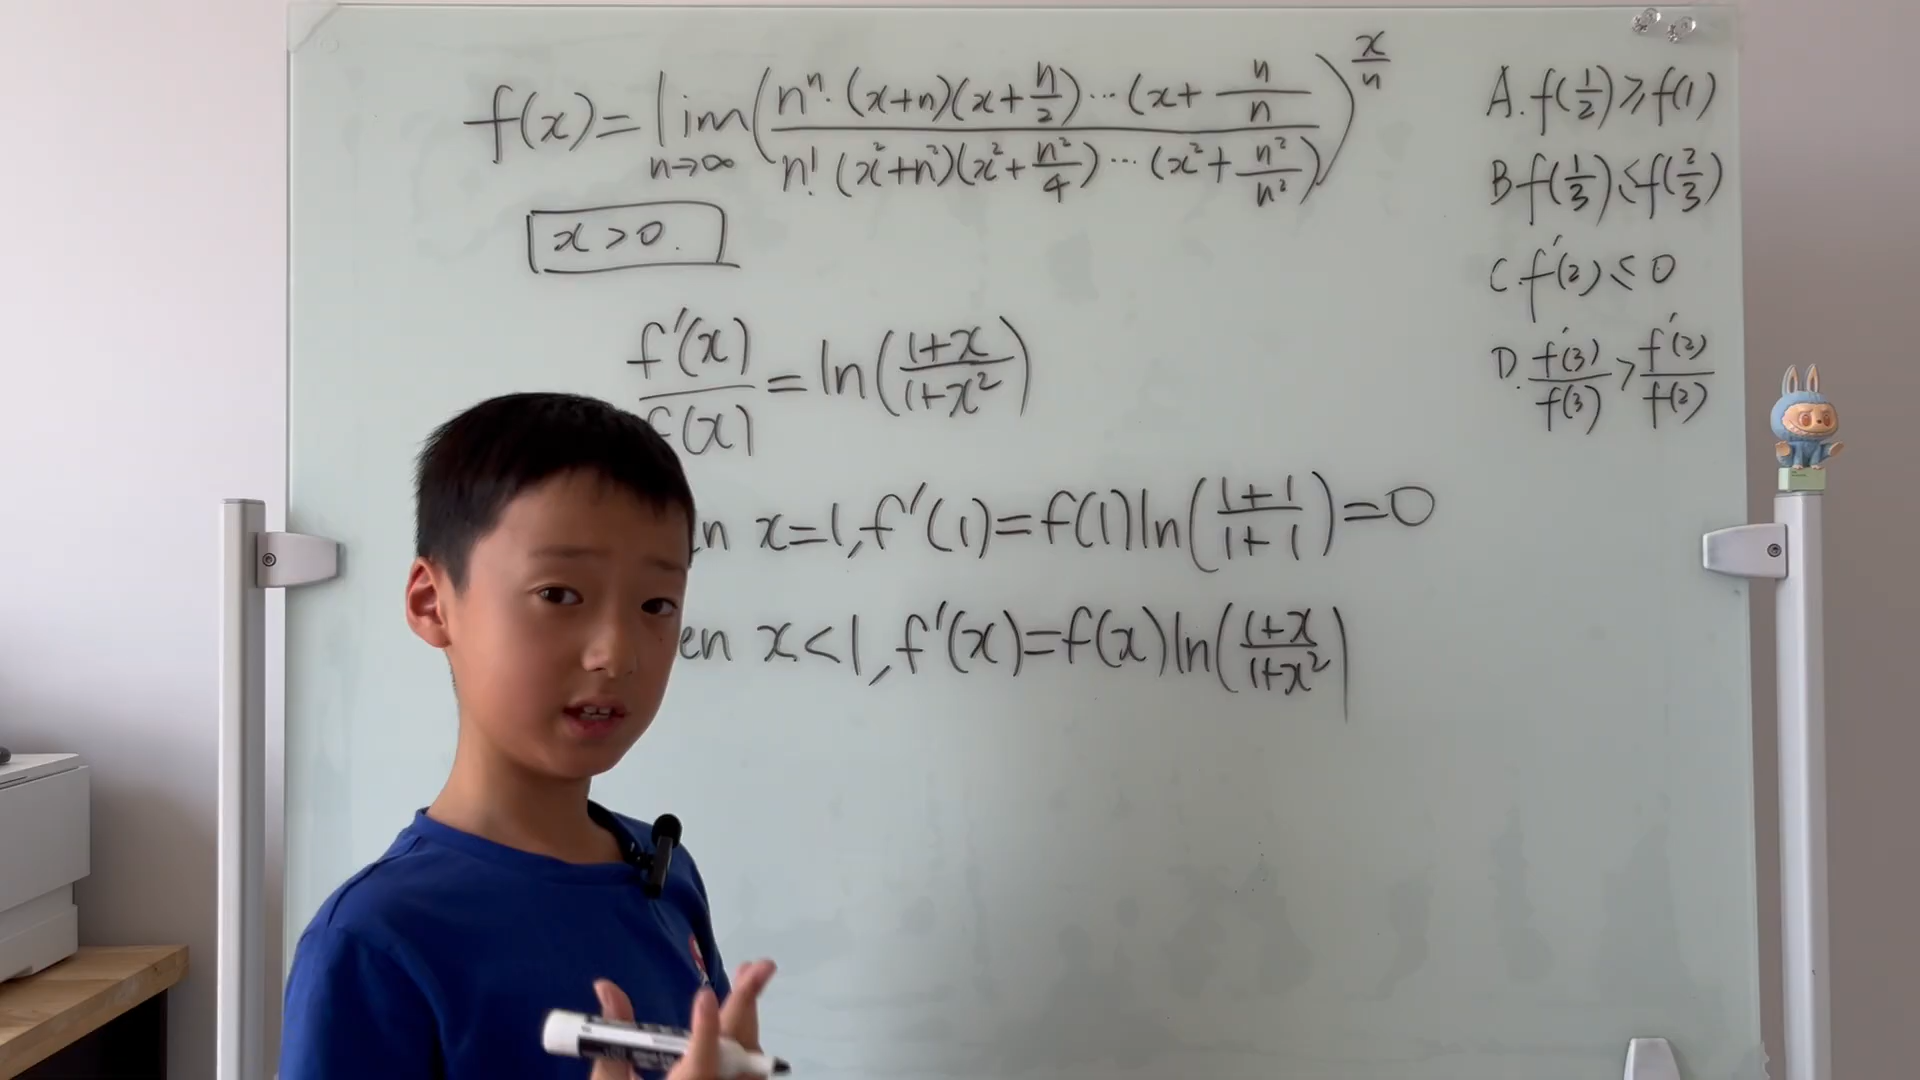 f(x)=lim n→∞ (n^n·(x+n)(x+n/2)···(x+n/n) / n!(x²+n²)(x²+n²/4)···(x²+n²/n²))^(x/n)
x>0.
f'(x)/f(x)=ln((1+x)/(1+x²))
x=1, f'(1)=f(1)ln((1+1)/(1+1))=0
x<1, f'(x)=f(x)ln((1+x)/(1+x²))
A. f(1/2)≥f(1)
B f(1/3)≤f(2/3)
C. f'(2)≤0
D. f'(3)/f(3)>f'(2)/f(2)